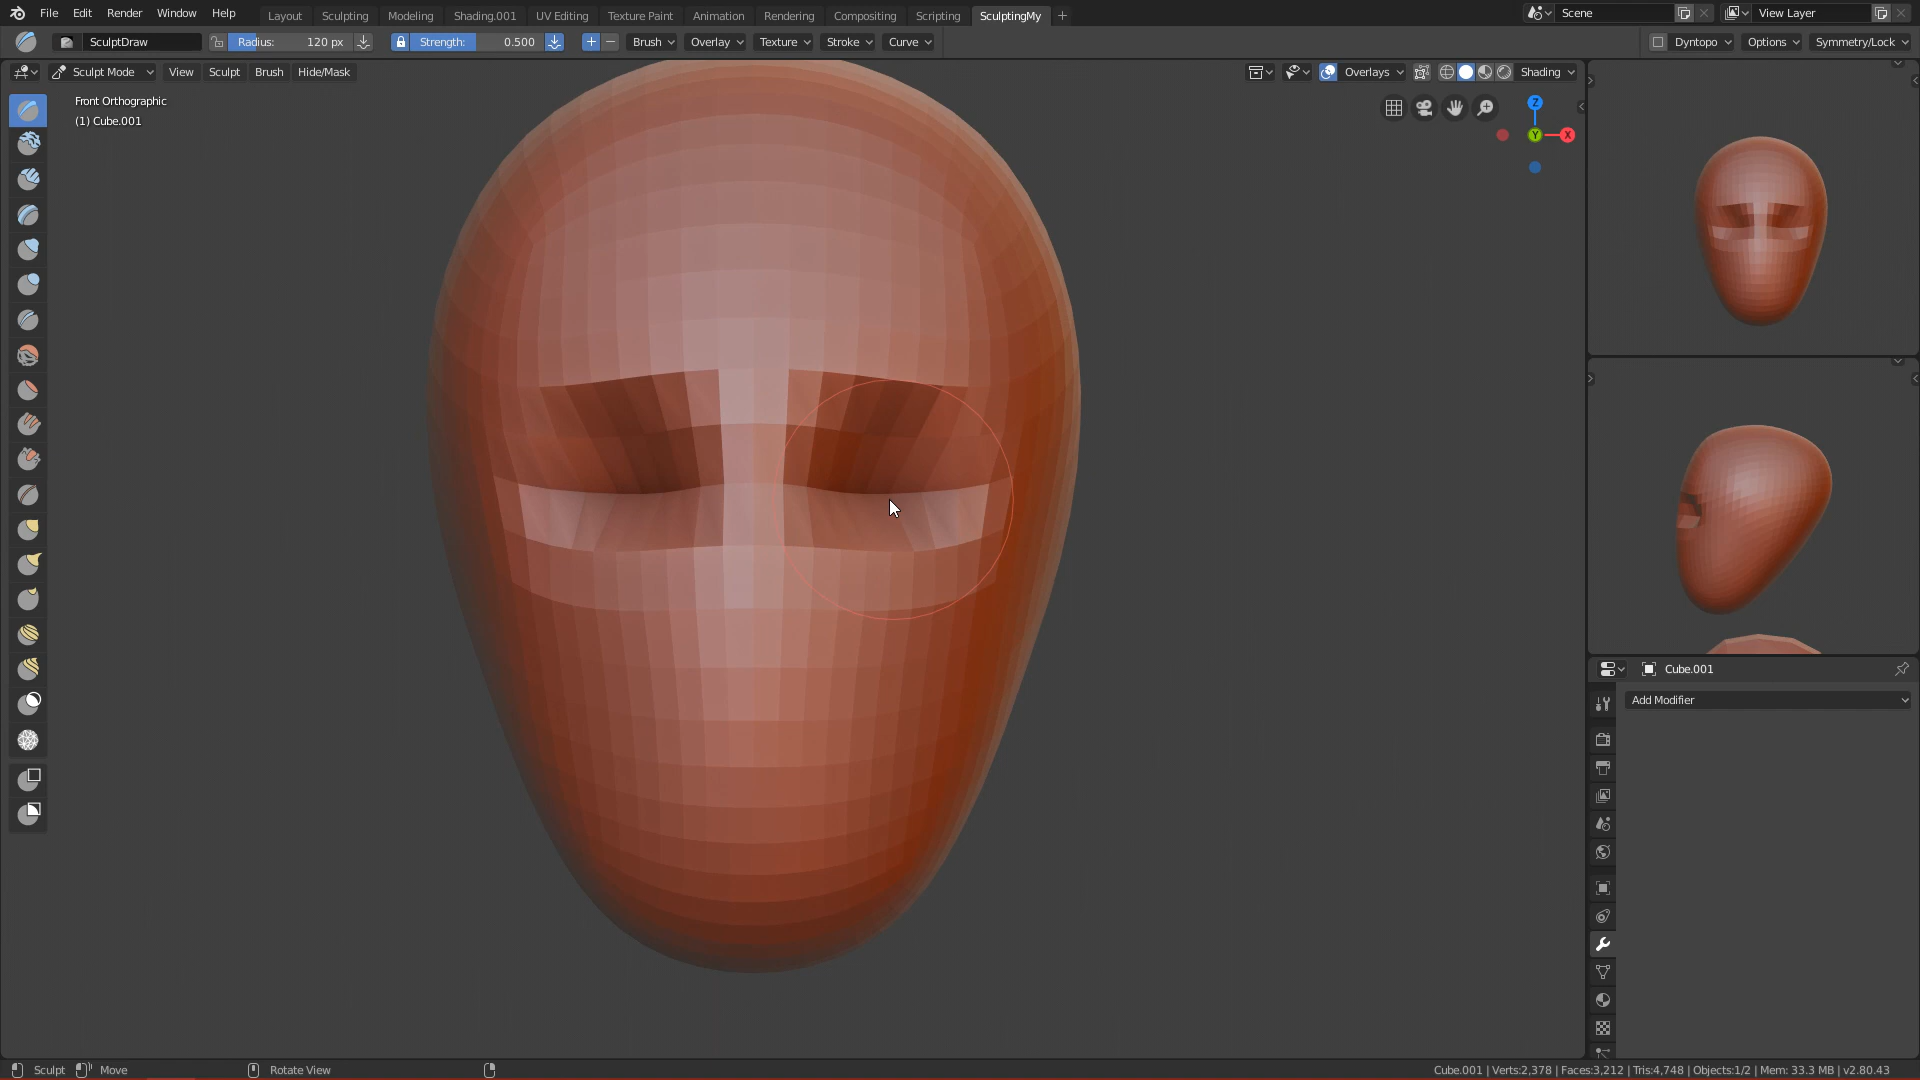 File Edit Render Window Help Layout Sculpting Modeling Shading.001 UV Editing Texture Paint Animation Rendering Compositing Scripting SculptingMy + Scene View Layer
SculptDraw Radius: 120 px Strength: 0.500 Brush Overlay Texture Stroke Curve Dyntopo Options Symmetry/Lock
Sculpt Mode View Sculpt Brush Hide/Mask Overlays Shading
Front Orthographic
(1) Cube.001
Z
Y X
Cube.001
Add Modifier
Sculpt Move Rotate View Cube.001 | Verts:2,378 | Faces:3,212 | Tris:4,748 | Objects:1/2 | Mem: 33.3 MB | v2.80.43